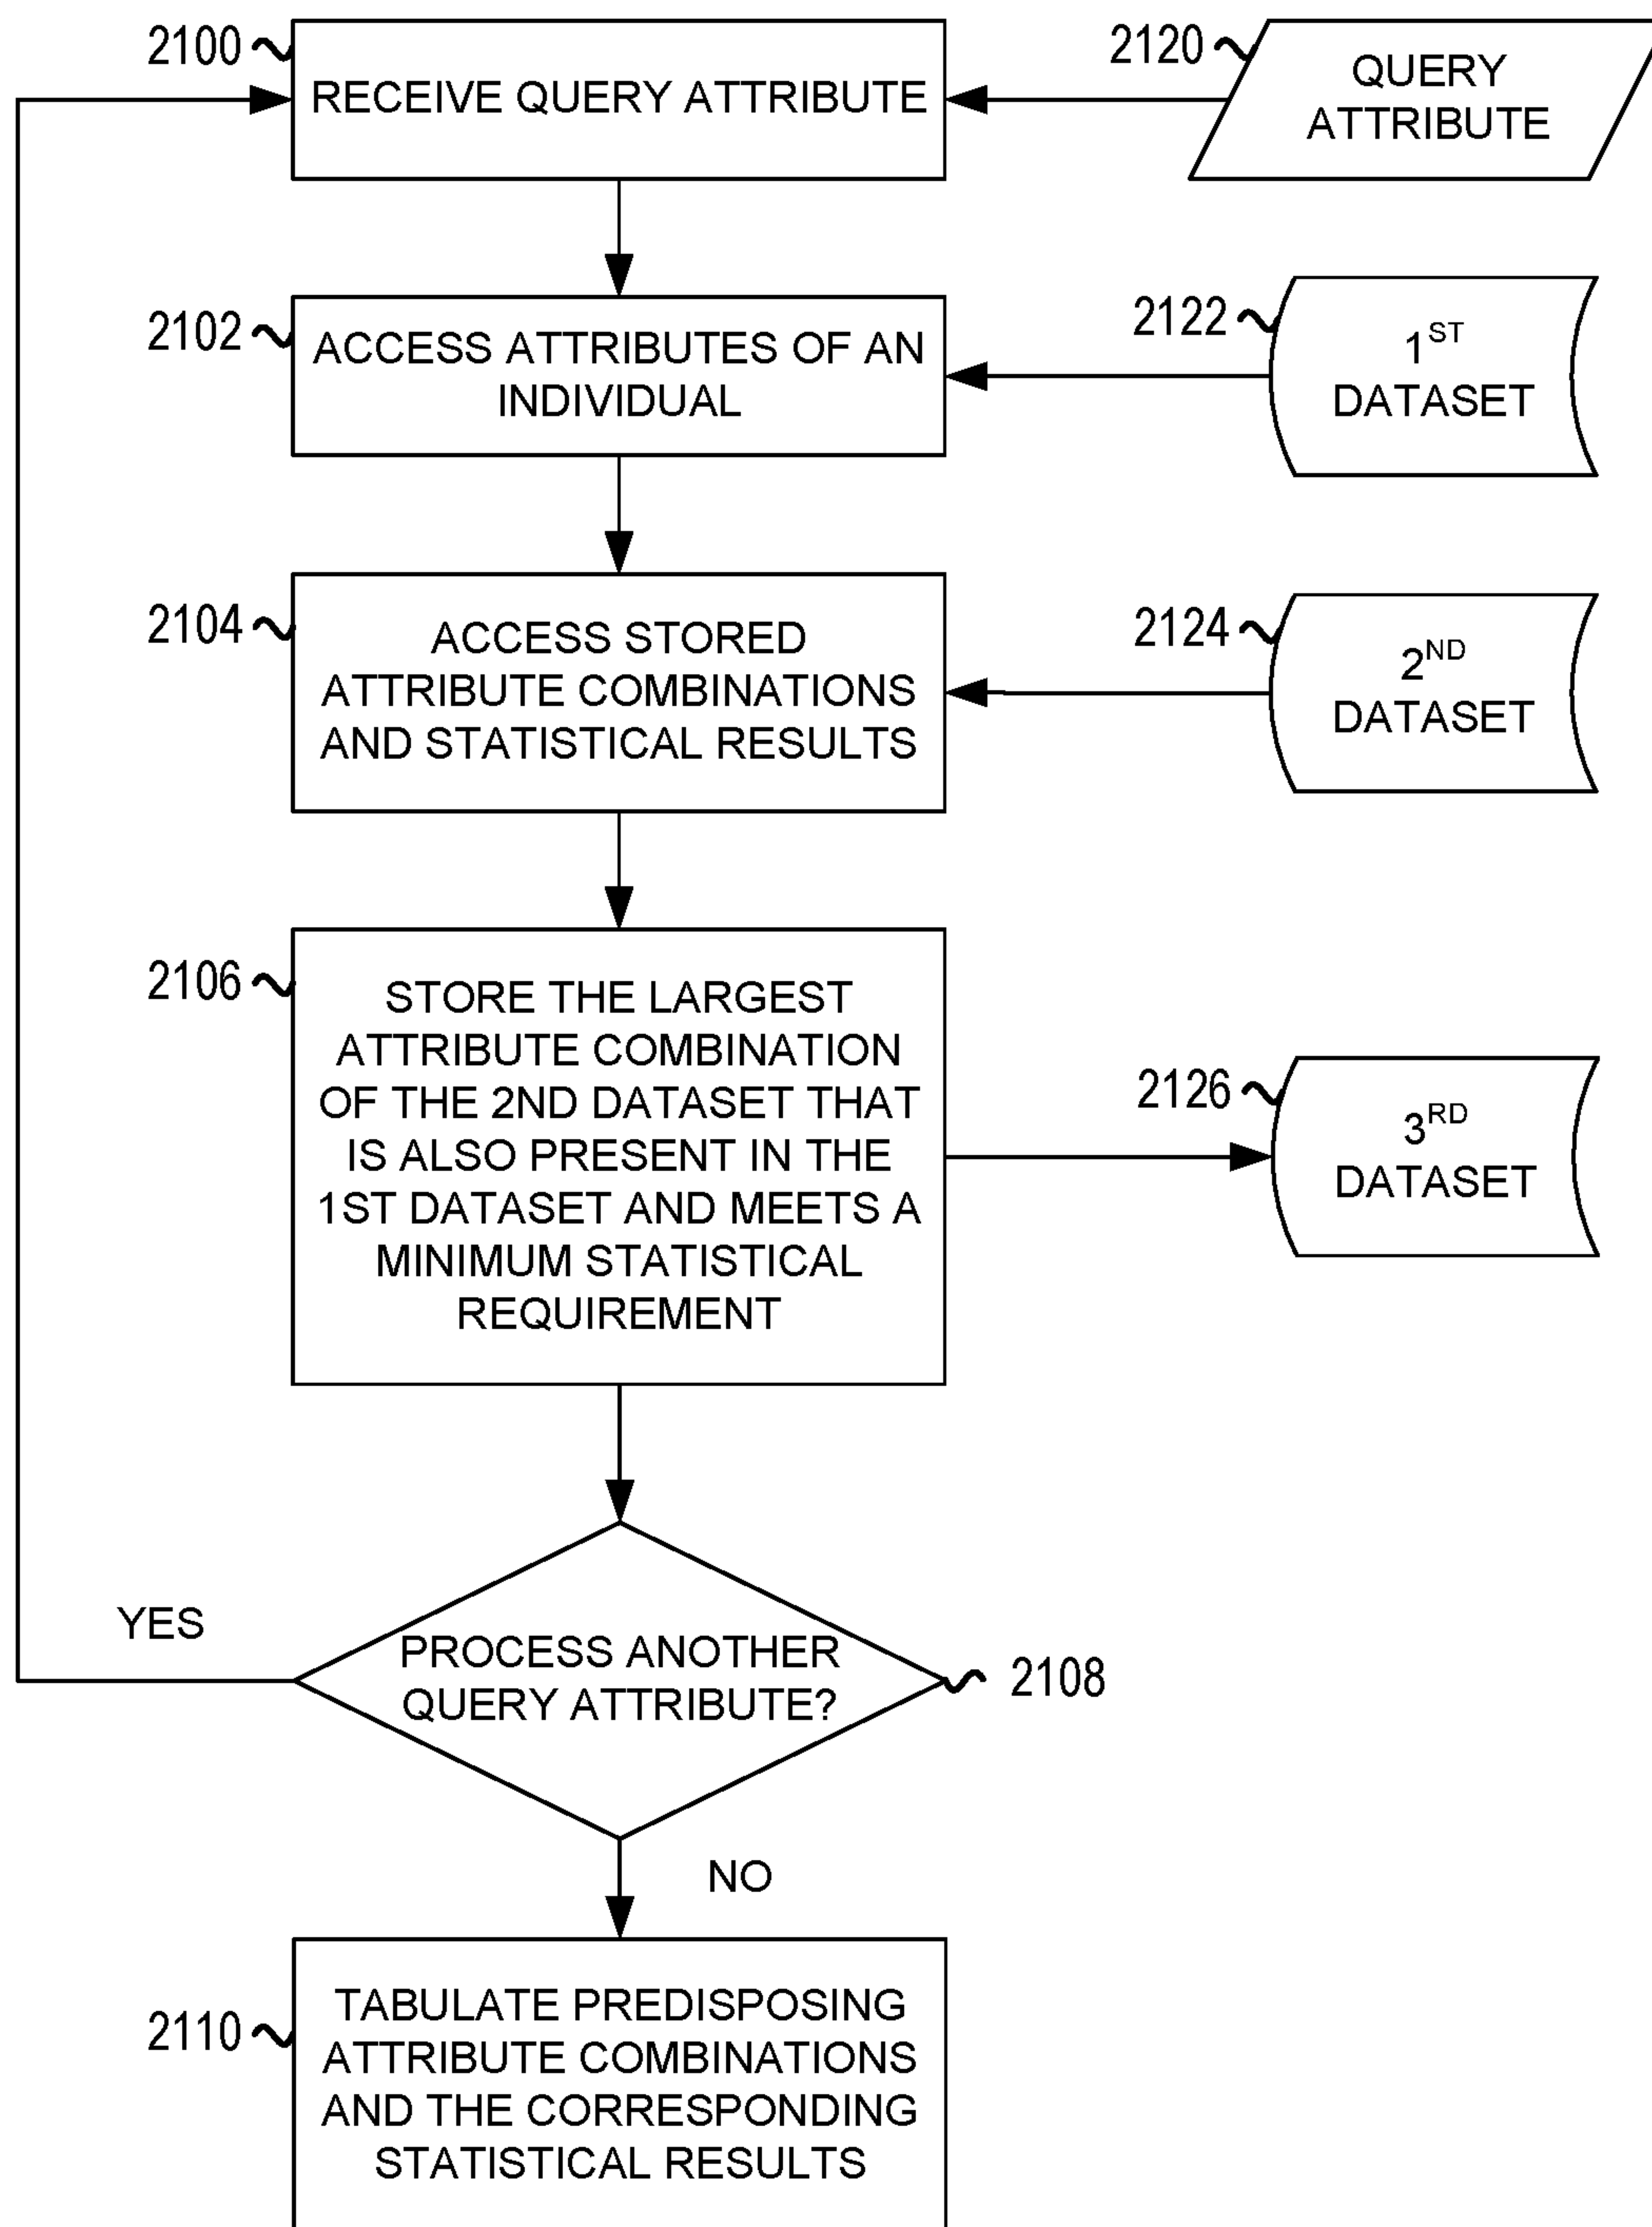 2100
RECEIVE QUERY ATTRIBUTE
2120
QUERY
ATTRIBUTE
2102
ACCESS ATTRIBUTES OF AN
INDIVIDUAL
2122
1ST
DATASET
2104
ACCESS STORED
ATTRIBUTE COMBINATIONS
AND STATISTICAL RESULTS
2124
2ND
DATASET
2106
STORE THE LARGEST
ATTRIBUTE COMBINATION
OF THE 2ND DATASET THAT
IS ALSO PRESENT IN THE
1ST DATASET AND MEETS A
MINIMUM STATISTICAL
REQUIREMENT
2126
3RD
DATASET
YES
PROCESS ANOTHER
QUERY ATTRIBUTE?
2108
NO
2110
TABULATE PREDISPOSING
ATTRIBUTE COMBINATIONS
AND THE CORRESPONDING
STATISTICAL RESULTS